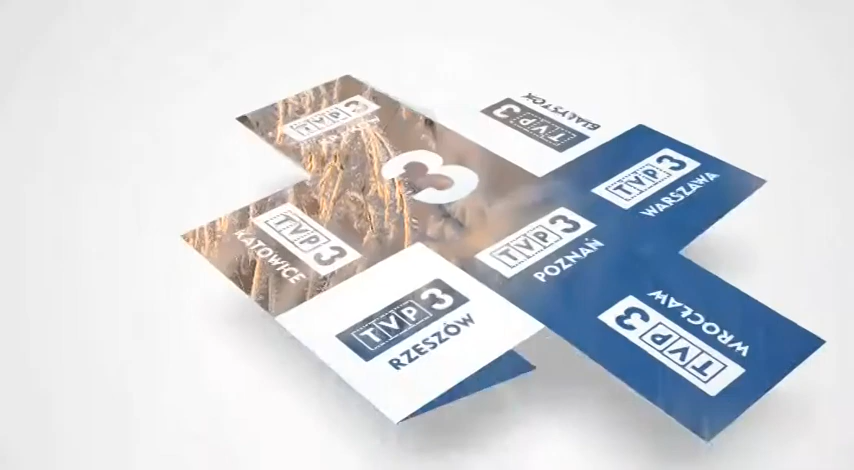 TVP3
3
TVP3
BIAŁYSTOK
TVP3
WARSZAWA
TVP3
KATOWICE
TVP3
POZNAŃ
TVP3
RZESZÓW
TVP3
WROCŁAW